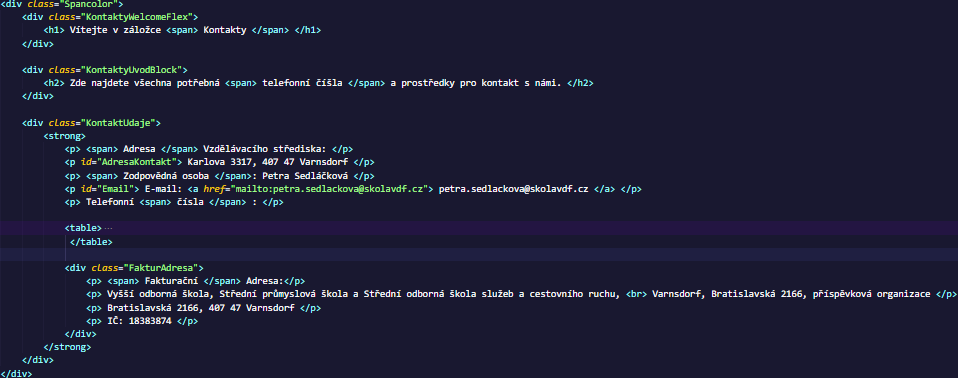 <div class="Spancolor">
<div class="KontaktyWelcomeFlex">
<h1> Vítejte v záložce <span> Kontakty </span> </h1>
</div>
<div class="KontaktyUvodBlock">
<h2> Zde najdete všechna potřebná <span> telefonní číšla </span> a prostředky pro kontakt s námi. </h2>
</div>
<div class="KontaktUdaje">
<strong>
<p> <span> Adresa </span> Vzdělávacího střediska: </p>
<p id="AdresaKontakt"> Karlova 3317, 407 47 Varnsdorf </p>
<p> <span> Zodpovědná osoba </span>: Petra Sedláčková </p>
<p id="Email"> E-mail: <a href="mailto:petra.sedlackova@skolavdf.cz"> petra.sedlackova@skolavdf.cz </a> </p>
<p> Telefonní <span> čísla </span> : </p>
<table> ...
</table>
<div class="FakturAdresa">
<p> <span> Fakturační </span> Adresa:</p>
<p> Vyšší odborná škola, Střední průmyslová škola a Střední odborná škola služeb a cestovního ruchu, <br> Varnsdorf, Bratislavská 2166, příspěvková organizace </p>
<p> Bratislavská 2166, 407 47 Varnsdorf </p>
<p> IČ: 18383874 </p>
</div>
</strong>
</div>
</div>